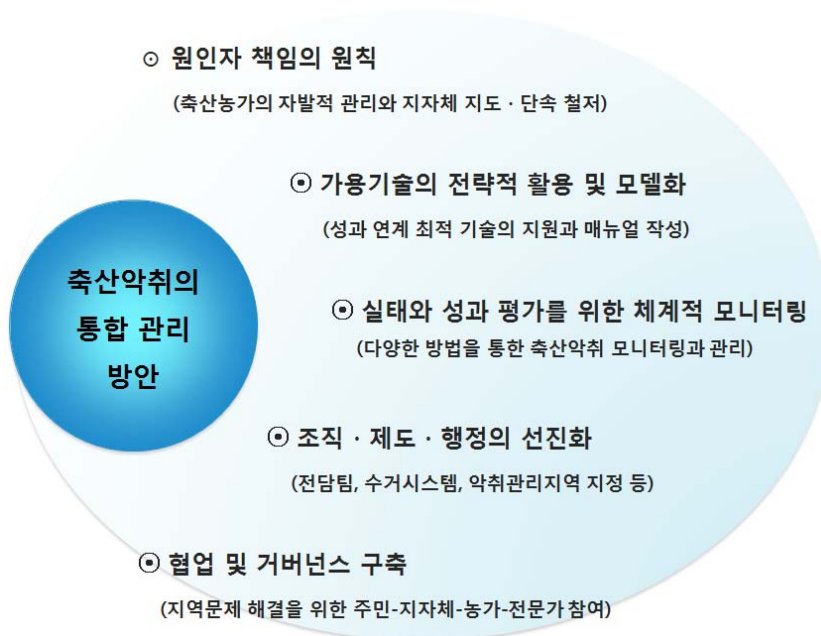 ⊙ 원인자 책임의 원칙
(축산농가의 자발적 관리와 지자체 지도 · 단속 철저)
⊙ 가용기술의 전략적 활용 및 모델화
(성과 연계 최적 기술의 지원과 매뉴얼 작성)
축산악취의
통합 관리
방안
⊙ 실태와 성과 평가를 위한 체계적 모니터링
(다양한 방법을 통한 축산악취 모니터링과 관리)
⊙ 조직 · 제도 · 행정의 선진화
(전담팀, 수거시스템, 악취관리지역 지정 등)
⊙ 협업 및 거버넌스 구축
(지역문제 해결을 위한 주민-지자체-농가-전문가 참여)